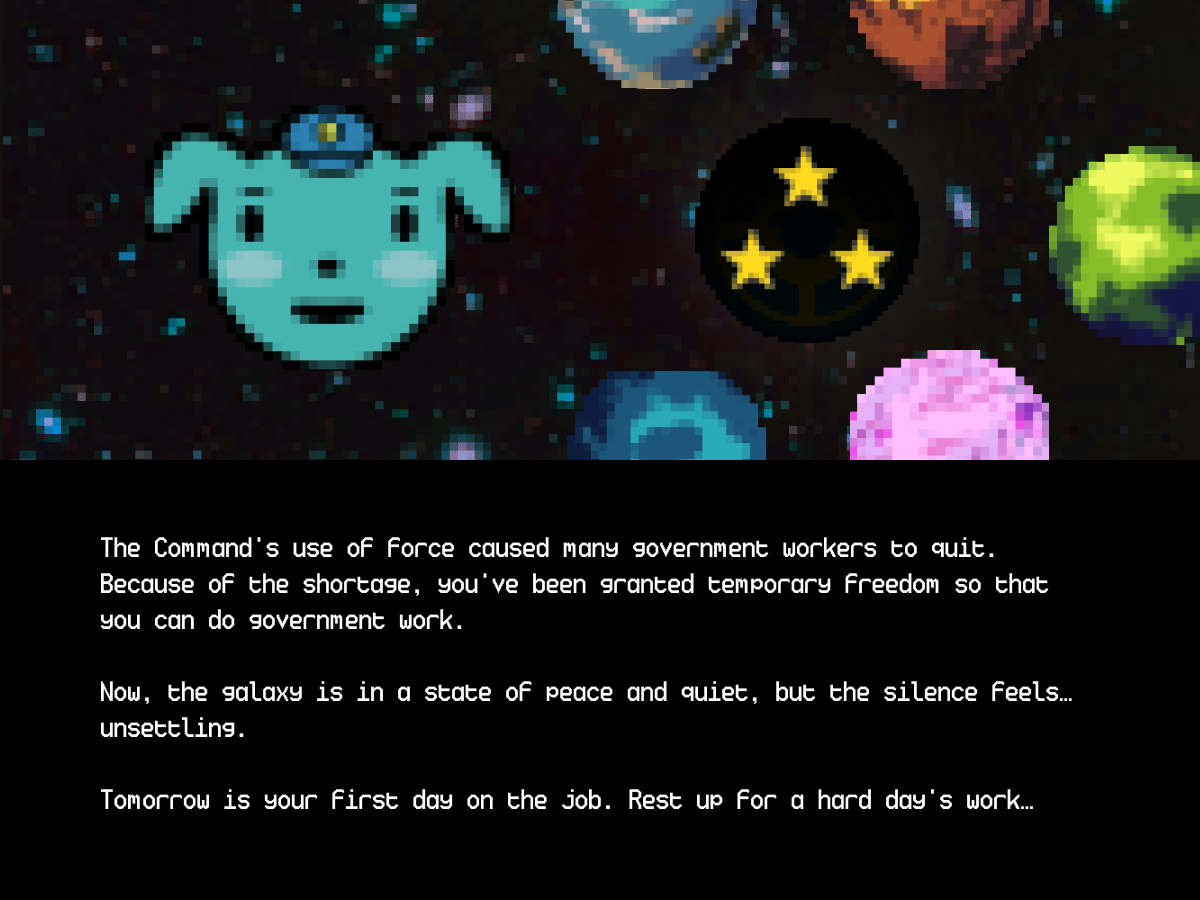 The Command's use of force caused many government workers to quit.
Because of the shortage, you've been granted temporary freedom so that
you can do government work.
Now, the galaxy is in a state of peace and quiet, but the silence feels…
unsettling.
Tomorrow is your first day on the job. Rest up for a hard day's work…